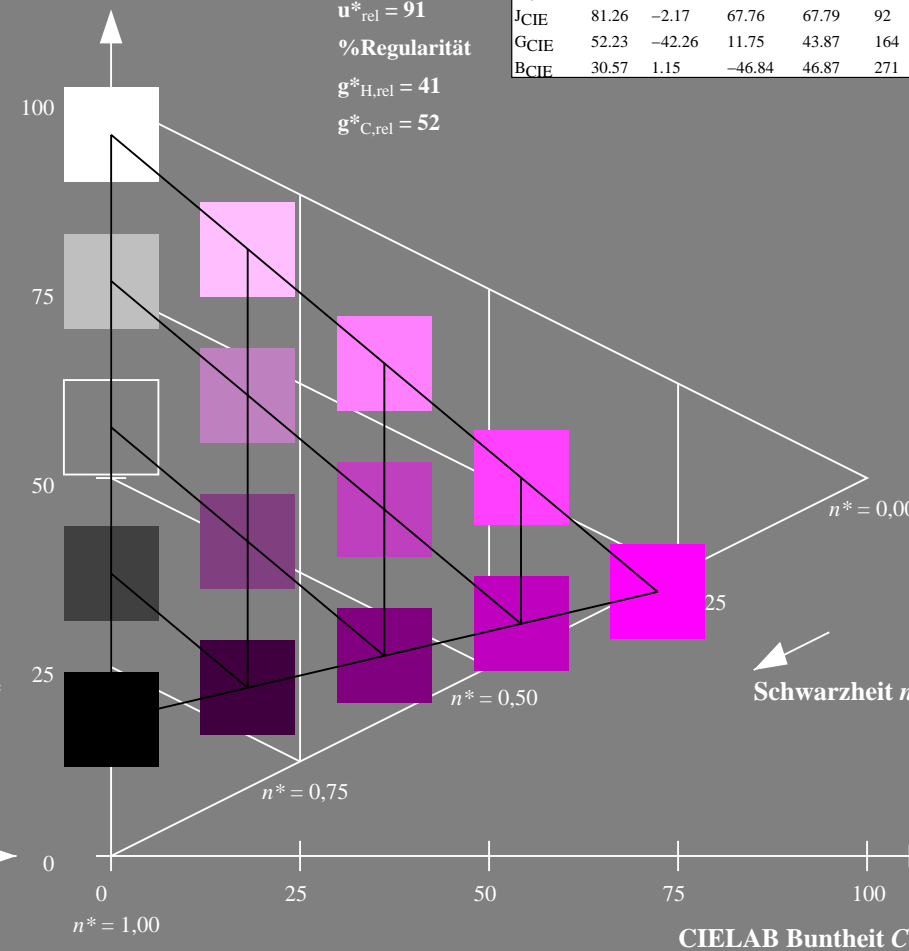 u*rel = 91
%Regularität
g*H,rel = 41
g*C,rel = 52
JCIE 81.26 −2.17 67.76 67.79 92
GCIE 52.23 −42.26 11.75 43.87 164
BCIE 30.57 1.15 −46.84 46.87 271
100
75
50
n* = 0,00
25
25
Schwarzheit n
n* = 0,50
n* = 0,75
0
0 25 50 75 100
n* = 1,00
CIELAB Buntheit C